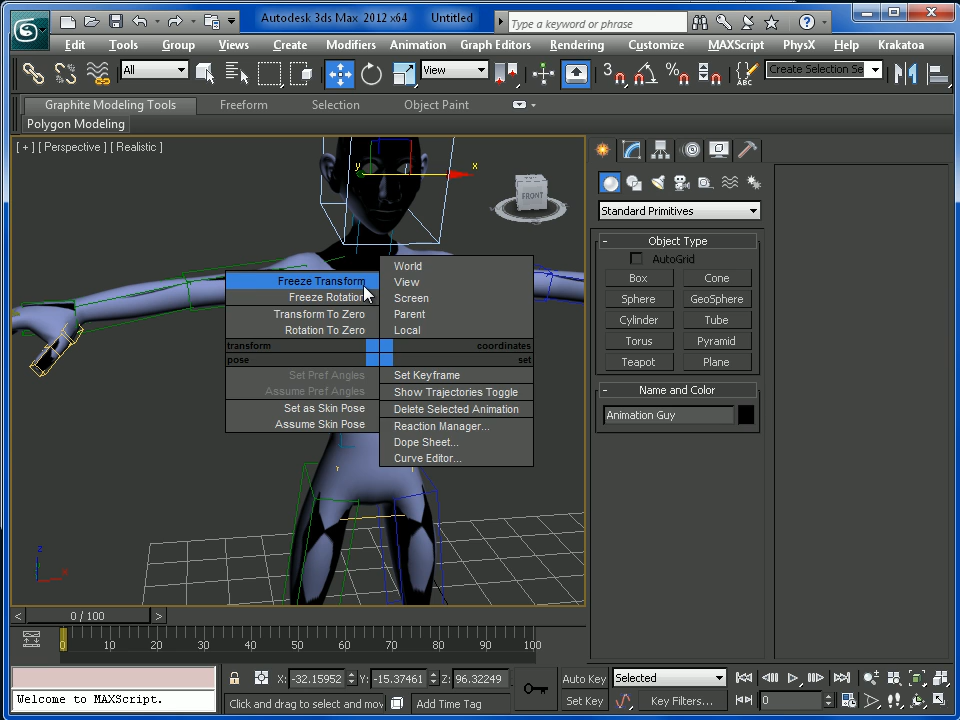 Autodesk 3ds Max 2012 x64 Untitled
Type a keyword or phrase
Edit Tools Group Views Create Modifiers Animation Graph Editors Rendering Customize MAXScript PhysX Help Krakatoa
All View 3 % ABC Create Selection Se
Graphite Modeling Tools Freeform Selection Object Paint
Polygon Modeling
[ + ] [ Perspective ] [ Realistic ]
y x
FRONT
Standard Primitives
- Object Type
AutoGrid
Box Cone
Sphere GeoSphere
Cylinder Tube
Torus Pyramid
Teapot Plane
- Name and Color
Animation Guy
Freeze Transform
Freeze Rotation
Transform To Zero
Rotation To Zero
transform
pose
Set Pref Angles
Assume Pref Angles
Set as Skin Pose
Assume Skin Pose
World
View
Screen
Parent
Local
coordinates
set
Set Keyframe
Show Trajectories Toggle
Delete Selected Animation
Reaction Manager...
Dope Sheet...
Curve Editor...
z x
< 0 / 100 >
0 10 20 30 40 50 60 70 80 90 100
X: -32.15952 Y: -15.37461 Z: 96.32249
Auto Key Selected
Welcome to MAXScript.
Click and drag to select and mov
Add Time Tag
Set Key Key Filters... 0